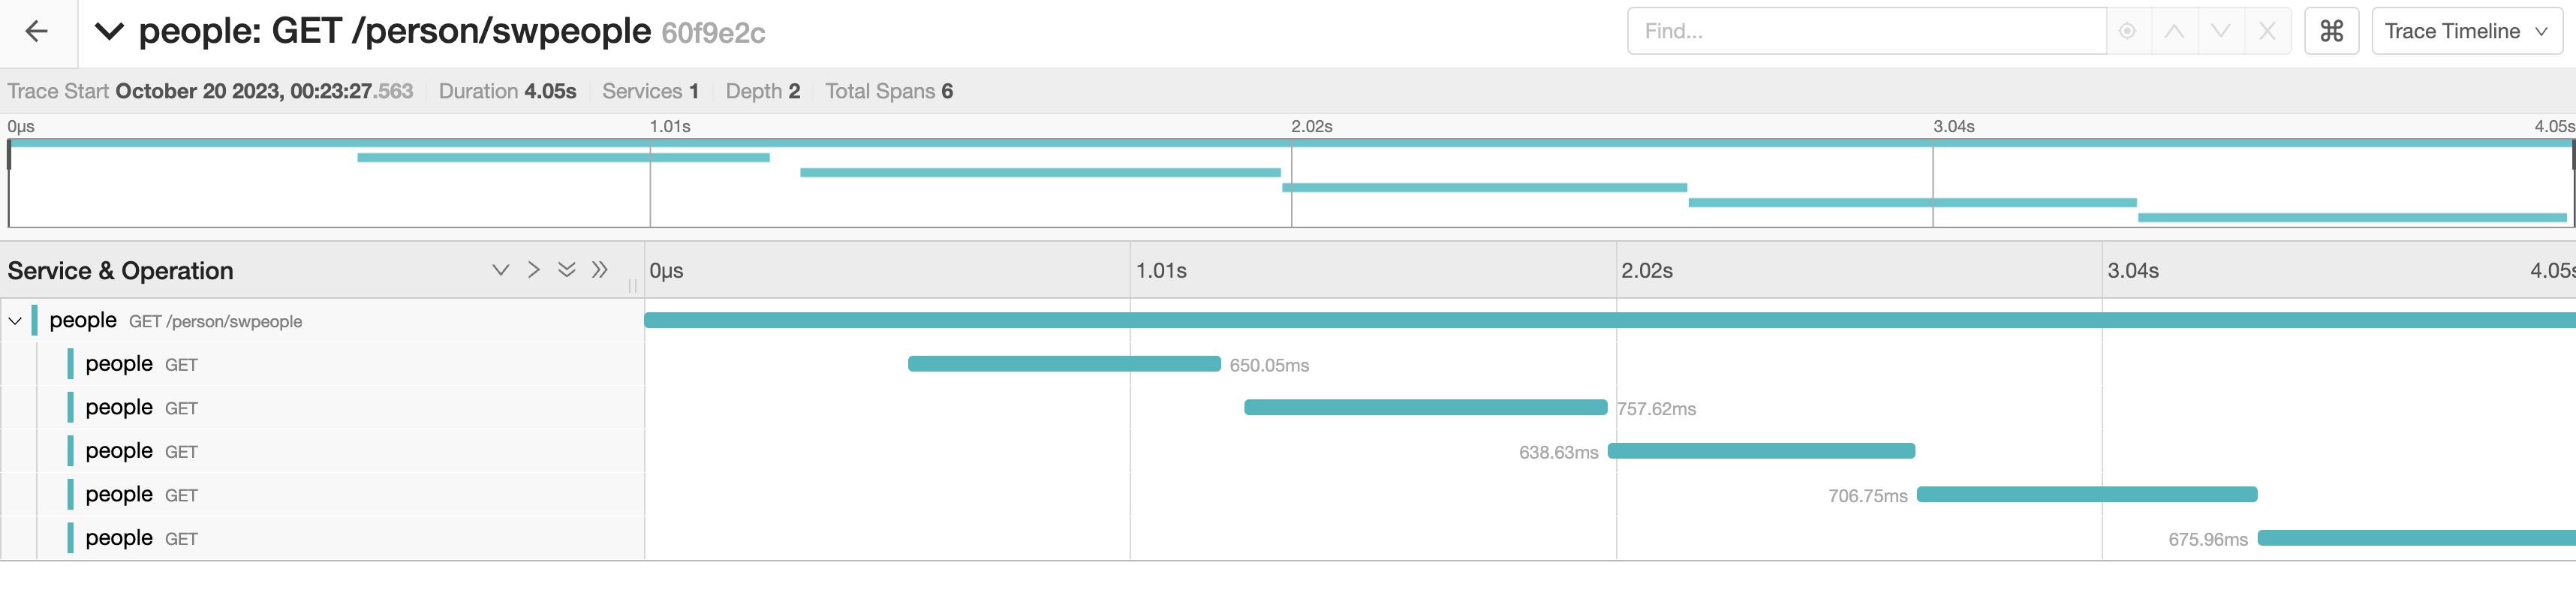 people: GET /person/swpeople 60f9e2c
Find...
Trace Timeline
Trace Start October 20 2023, 00:23:27.563 Duration 4.05s Services 1 Depth 2 Total Spans 6
0μs 1.01s 2.02s 3.04s 4.05s
Service & Operation 0μs 1.01s 2.02s 3.04s 4.05s
people GET /person/swpeople
people GET 650.05ms
people GET 757.62ms
people GET 638.63ms
people GET 706.75ms
people GET 675.96ms